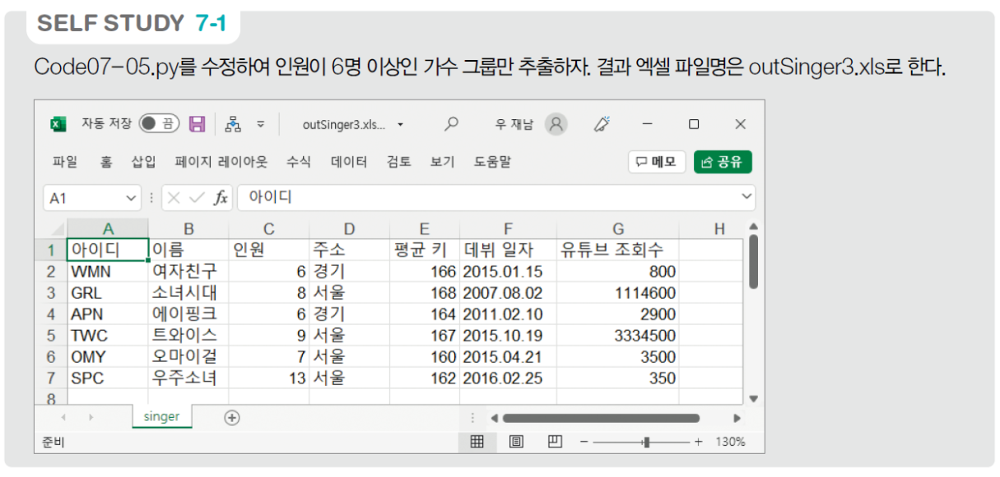 SELF STUDY 7-1
Code07-05.py를 수정하여 인원이 6명 이상인 가수 그룹만 추출하자. 결과 엑셀 파일명은 outSinger3.xls로 한다.
자동 저장 끔 outSinger3.xls... 우 재남
파일 홈 삽입 페이지 레이아웃 수식 데이터 검토 보기 도움말 메모 공유
A1 fx 아이디
A B C D E F G H
1 아이디 이름 인원 주소 평균 키 데뷔 일자 유튜브 조회수
2 WMN 여자친구 6 경기 166 2015.01.15 800
3 GRL 소녀시대 8 서울 168 2007.08.02 1114600
4 APN 에이핑크 6 경기 164 2011.02.10 2900
5 TWC 트와이스 9 서울 167 2015.10.19 3334500
6 OMY 오마이걸 7 서울 160 2015.04.21 3500
7 SPC 우주소녀 13 서울 162 2016.02.25 350
8
singer
준비 130%